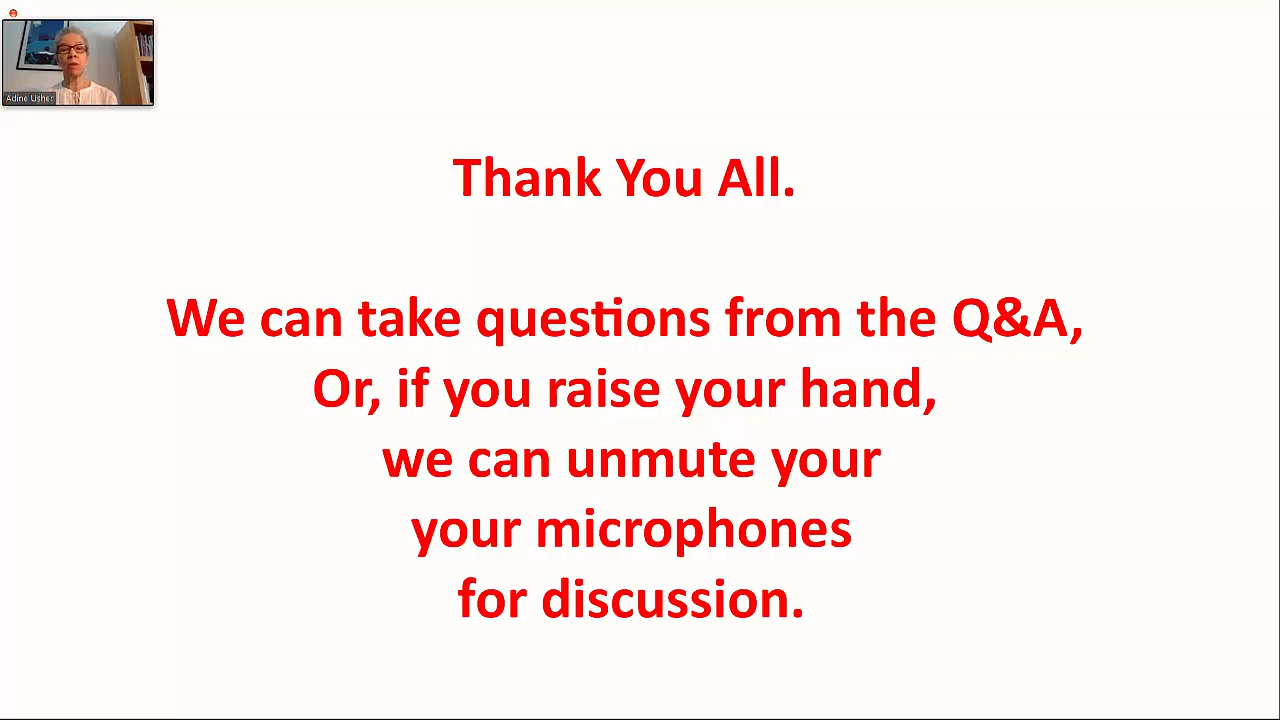 Adine Usher
Thank You All.
We can take questions from the Q&A,
Or, if you raise your hand,
we can unmute your
your microphones
for discussion.